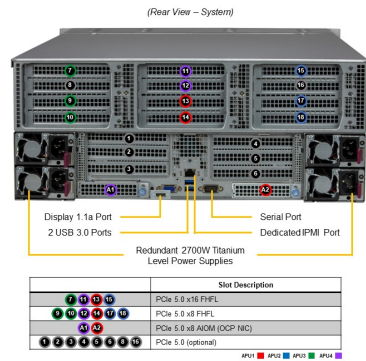 (Rear View – System)
7 11 15
8 12 16
9 13 17
10 14 18
1 4
2 5
3 6
A1 A2
Display 1.1a Port Serial Port
2 USB 3.0 Ports Dedicated IPMI Port
Redundant 2700W Titanium
Level Power Supplies
Slot Description
7 11 13 15 PCIe 5.0 x16 FHFL
9 10 12 14 17 18 PCIe 5.0 x8 FHFL
A1 A2 PCIe 5.0 x8 AIOM (OCP NIC)
1 2 3 4 5 6 8 16 PCIe 5.0 (optional)
APU1 APU2 APU3 APU4